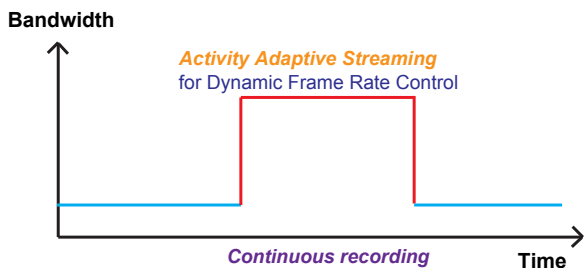 Bandwidth
Activity Adaptive Streaming
for Dynamic Frame Rate Control
Continuous recording
Time